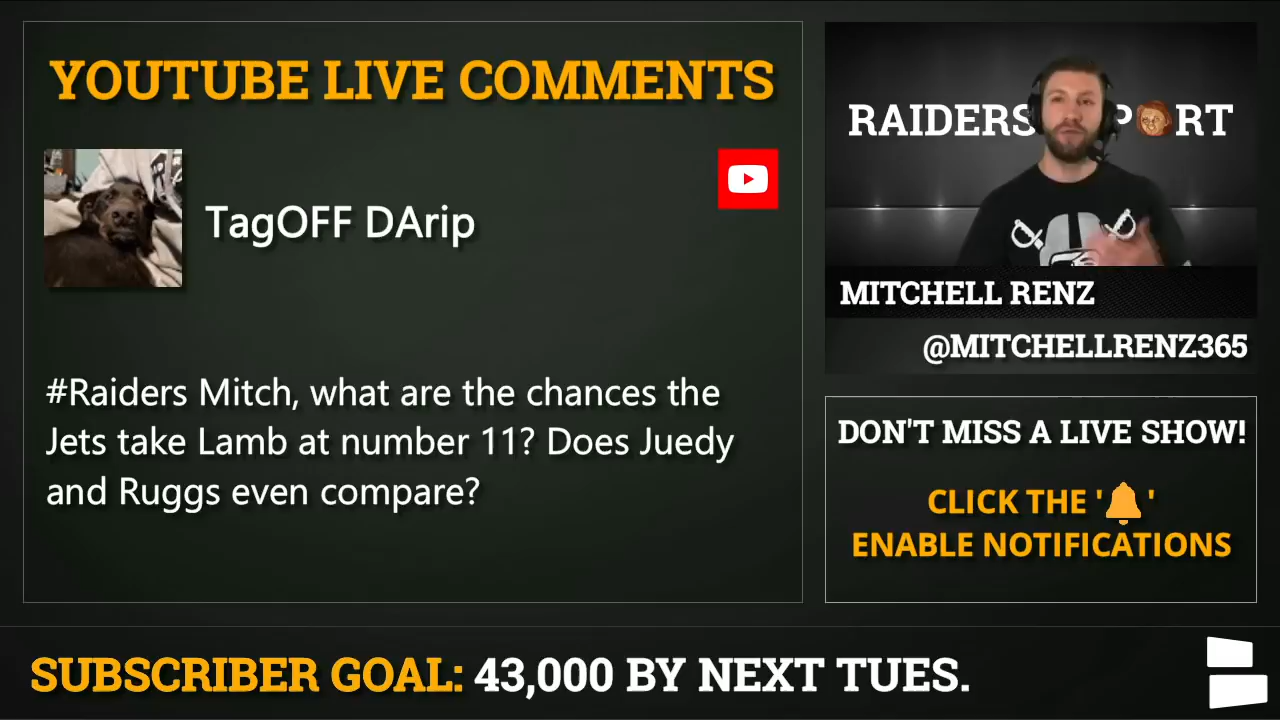 YOUTUBE LIVE COMMENTS
TagOFF DArip
#Raiders Mitch, what are the chances the
Jets take Lamb at number 11? Does Juedy
and Ruggs even compare?
RAIDERS P RT
MITCHELL RENZ
@MITCHELLRENZ365
DON'T MISS A LIVE SHOW!
CLICK THE ' '
ENABLE NOTIFICATIONS
SUBSCRIBER GOAL: 43,000 BY NEXT TUES.